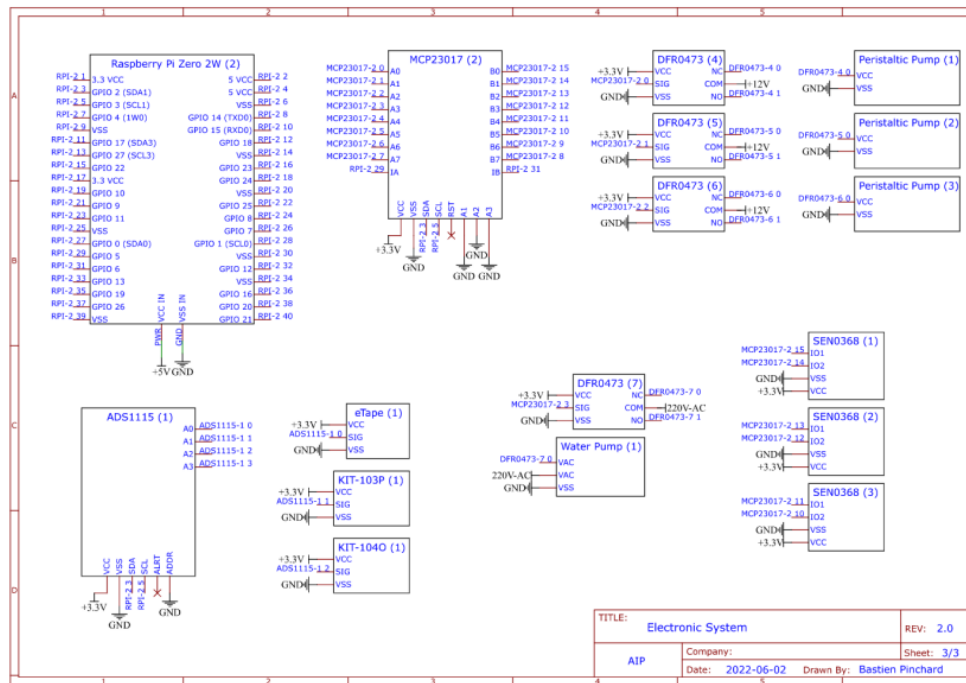 1 2 3 4 5
A
B
C
D
Raspberry Pi Zero 2W (2)
RPI-2 1 3.3 VCC 5 VCC RPI-2 2
RPI-2 3 GPIO 2 (SDA1) 5 VCC RPI-2 4
RPI-2 5 GPIO 3 (SCL1) VSS RPI-2 6
RPI-2 7 GPIO 4 (1W0) GPIO 14 (TXD0) RPI-2 8
RPI-2 9 VSS GPIO 15 (RXD0) RPI-2 10
RPI-2 11 GPIO 17 (SDA3) GPIO 18 RPI-2 12
RPI-2 13 GPIO 27 (SCL3) VSS RPI-2 14
RPI-2 15 GPIO 22 GPIO 23 RPI-2 16
RPI-2 17 3.3 VCC GPIO 24 RPI-2 18
RPI-2 19 GPIO 10 VSS RPI-2 20
RPI-2 21 GPIO 9 GPIO 25 RPI-2 22
RPI-2 23 GPIO 11 GPIO 8 RPI-2 24
RPI-2 25 VSS GPIO 7 RPI-2 26
RPI-2 27 GPIO 0 (SDA0) GPIO 1 (SCL0) RPI-2 28
RPI-2 29 GPIO 5 VSS RPI-2 30
RPI-2 31 GPIO 6 GPIO 12 RPI-2 32
RPI-2 33 GPIO 13 VSS RPI-2 34
RPI-2 35 GPIO 19 GPIO 16 RPI-2 36
RPI-2 37 GPIO 26 GPIO 20 RPI-2 38
RPI-2 39 VSS GPIO 21 RPI-2 40
VCC IN VSS IN
PWR GND
+5V GND
MCP23017 (2)
MCP23017-2 0 A0 B0 MCP23017-2 15
MCP23017-2 1 A1 B1 MCP23017-2 14
MCP23017-2 2 A2 B2 MCP23017-2 13
MCP23017-2 3 A3 B3 MCP23017-2 12
MCP23017-2 4 A4 B4 MCP23017-2 11
MCP23017-2 5 A5 B5 MCP23017-2 10
MCP23017-2 6 A6 B6 MCP23017-2 9
MCP23017-2 7 A7 B7 MCP23017-2 8
RPI-2 29 IA IB RPI-2 31
VCC VSS SDA SCL RST A1 A2 A3
RPI-2 3 RPI-2 5
+3.3V GND GND GND GND
DFR0473 (4)
+3.3V VCC NC DFR0473-4 0
MCP23017-2 0 SIG COM +12V
GND VSS NO DFR0473-4 1
DFR0473 (5)
+3.3V VCC NC DFR0473-5 0
MCP23017-2 1 SIG COM +12V
GND VSS NO DFR0473-5 1
DFR0473 (6)
+3.3V VCC NC DFR0473-6 0
MCP23017-2 2 SIG COM +12V
GND VSS NO DFR0473-6 1
Peristaltic Pump (1)
DFR0473-4 0 VCC
GND VSS
Peristaltic Pump (2)
DFR0473-5 0 VCC
GND VSS
Peristaltic Pump (3)
DFR0473-6 0 VCC
GND VSS
ADS1115 (1)
A0 ADS1115-1 0
A1 ADS1115-1 1
A2 ADS1115-1 2
A3 ADS1115-1 3
VCC VSS SDA SCL ALRT ADDR
RPI-2 3 RPI-2 5
+3.3V GND GND
eTape (1)
+3.3V VCC
ADS1115-1 0 SIG
GND VSS
KIT-103P (1)
+3.3V VCC
ADS1115-1 1 SIG
GND VSS
KIT-104O (1)
+3.3V VCC
ADS1115-1 2 SIG
GND VSS
DFR0473 (7)
+3.3V VCC NC DFR0473-7 0
MCP23017-2 3 SIG COM 220V-AC
GND VSS NO DFR0473-7 1
Water Pump (1)
DFR0473-7 0 VAC
220V-AC VAC
GND VSS
SEN0368 (1)
MCP23017-2 15 IO1
MCP23017-2 14 IO2
GND VSS
+3.3V VCC
SEN0368 (2)
MCP23017-2 13 IO1
MCP23017-2 12 IO2
GND VSS
+3.3V VCC
SEN0368 (3)
MCP23017-2 11 IO1
MCP23017-2 10 IO2
GND VSS
+3.3V VCC
TITLE:
Electronic System
REV: 2.0
AIP
Company:
Sheet: 3/3
Date: 2022-06-02 Drawn By: Bastien Pinchard
1 2 3 4 5